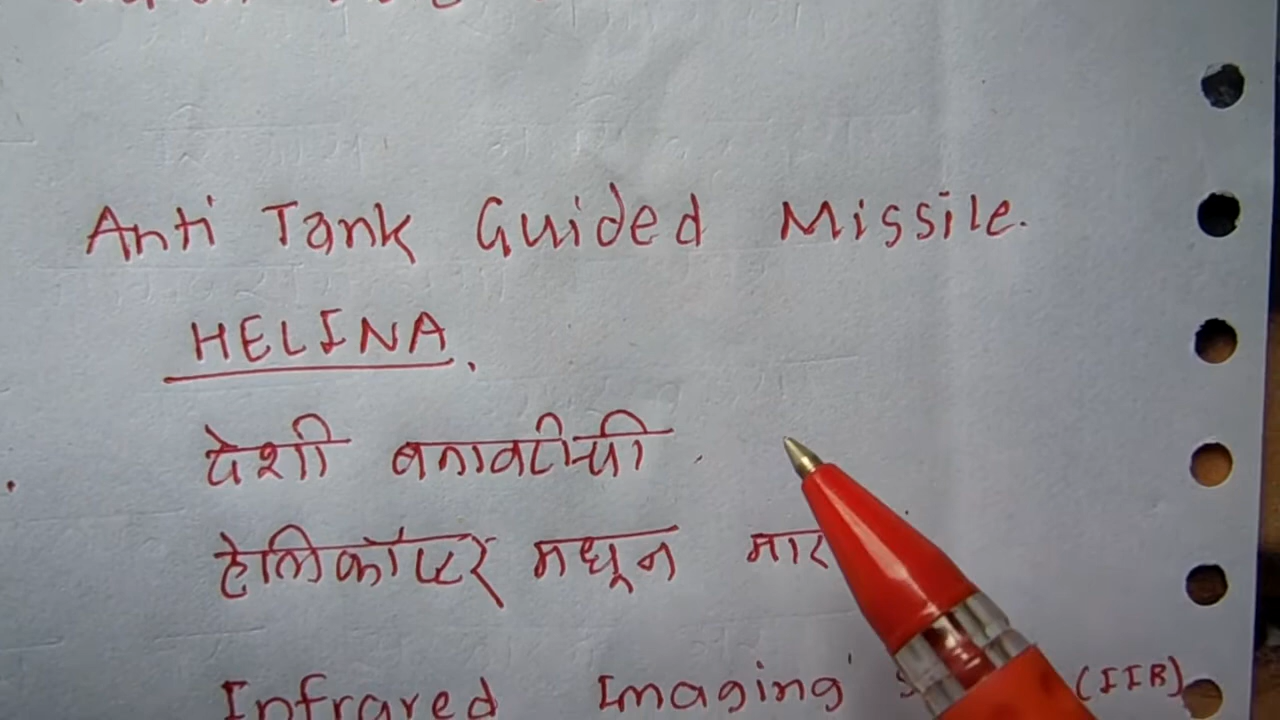 Anti Tank Guided Missile.
HELINA.
देशी बनावटीची.
हेलिकॉप्टर मधून
Infrared Imaging (IIR)